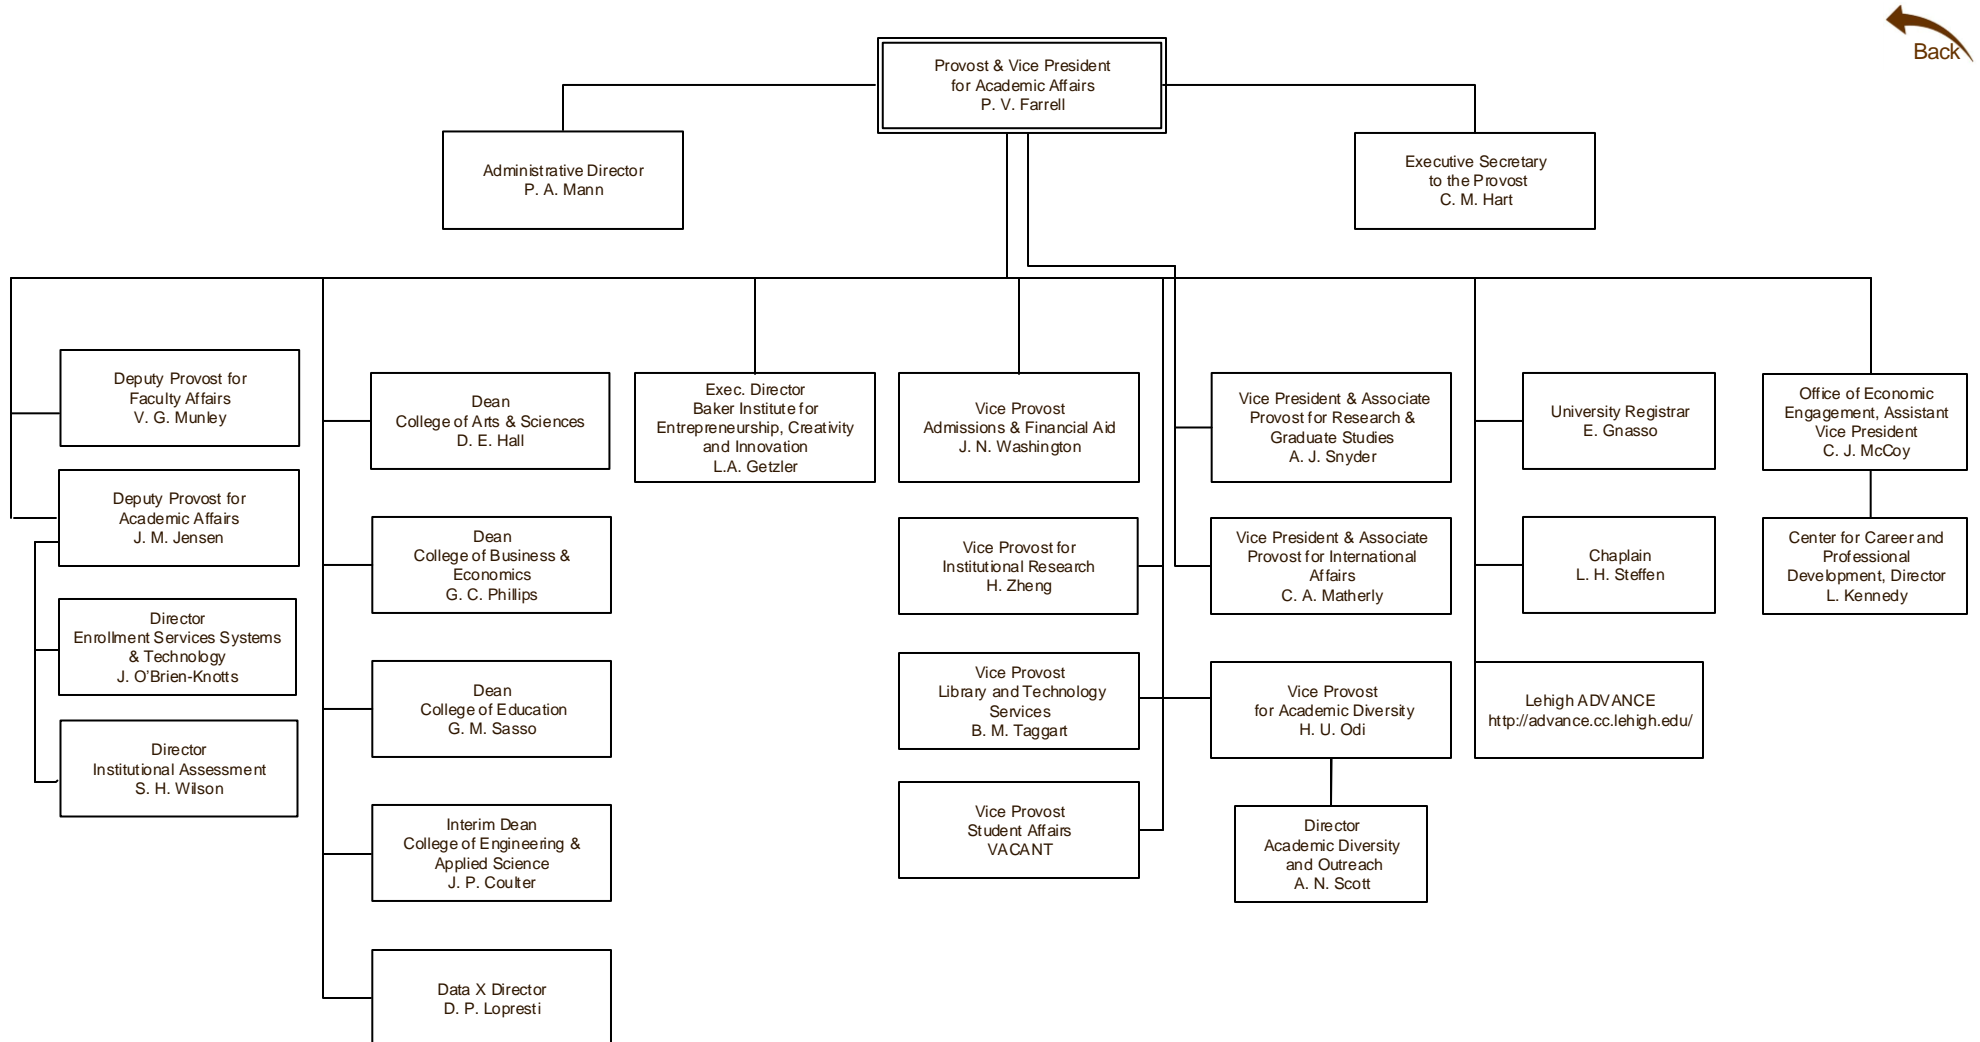 Back
Provost & Vice President
for Academic Affairs
P. V. Farrell
Administrative Director
P. A. Mann
Executive Secretary
to the Provost
C. M. Hart
Deputy Provost for
Faculty Affairs
V. G. Munley
Deputy Provost for
Academic Affairs
J. M. Jensen
Director
Enrollment Services Systems
& Technology
J. O'Brien-Knotts
Director
Institutional Assessment
S. H. Wilson
Dean
College of Arts & Sciences
D. E. Hall
Dean
College of Business &
Economics
G. C. Phillips
Dean
College of Education
G. M. Sasso
Interim Dean
College of Engineering &
Applied Science
J. P. Coulter
Data X Director
D. P. Lopresti
Exec. Director
Baker Institute for
Entrepreneurship, Creativity
and Innovation
L.A. Getzler
Vice Provost
Admissions & Financial Aid
J. N. Washington
Vice Provost for
Institutional Research
H. Zheng
Vice Provost
Library and Technology
Services
B. M. Taggart
Vice Provost
Student Affairs
VACANT
Vice President & Associate
Provost for Research &
Graduate Studies
A. J. Snyder
Vice President & Associate
Provost for International
Affairs
C. A. Matherly
Vice Provost
for Academic Diversity
H. U. Odi
Director
Academic Diversity
and Outreach
A. N. Scott
University Registrar
E. Gnasso
Chaplain
L. H. Steffen
Lehigh ADVANCE
http://advance.cc.lehigh.edu/
Office of Economic
Engagement, Assistant
Vice President
C. J. McCoy
Center for Career and
Professional
Development, Director
L. Kennedy